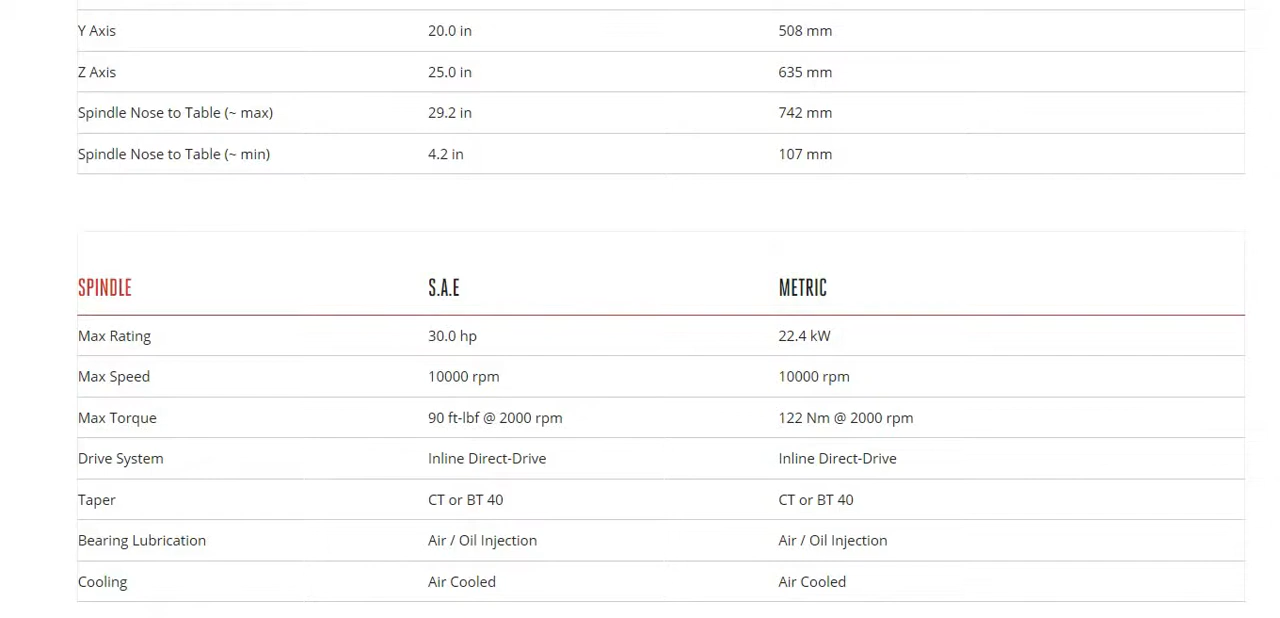 Y Axis 20.0 in 508 mm
Z Axis 25.0 in 635 mm
Spindle Nose to Table (~ max) 29.2 in 742 mm
Spindle Nose to Table (~ min) 4.2 in 107 mm
SPINDLE S.A.E METRIC
Max Rating 30.0 hp 22.4 kW
Max Speed 10000 rpm 10000 rpm
Max Torque 90 ft-lbf @ 2000 rpm 122 Nm @ 2000 rpm
Drive System Inline Direct-Drive Inline Direct-Drive
Taper CT or BT 40 CT or BT 40
Bearing Lubrication Air / Oil Injection Air / Oil Injection
Cooling Air Cooled Air Cooled